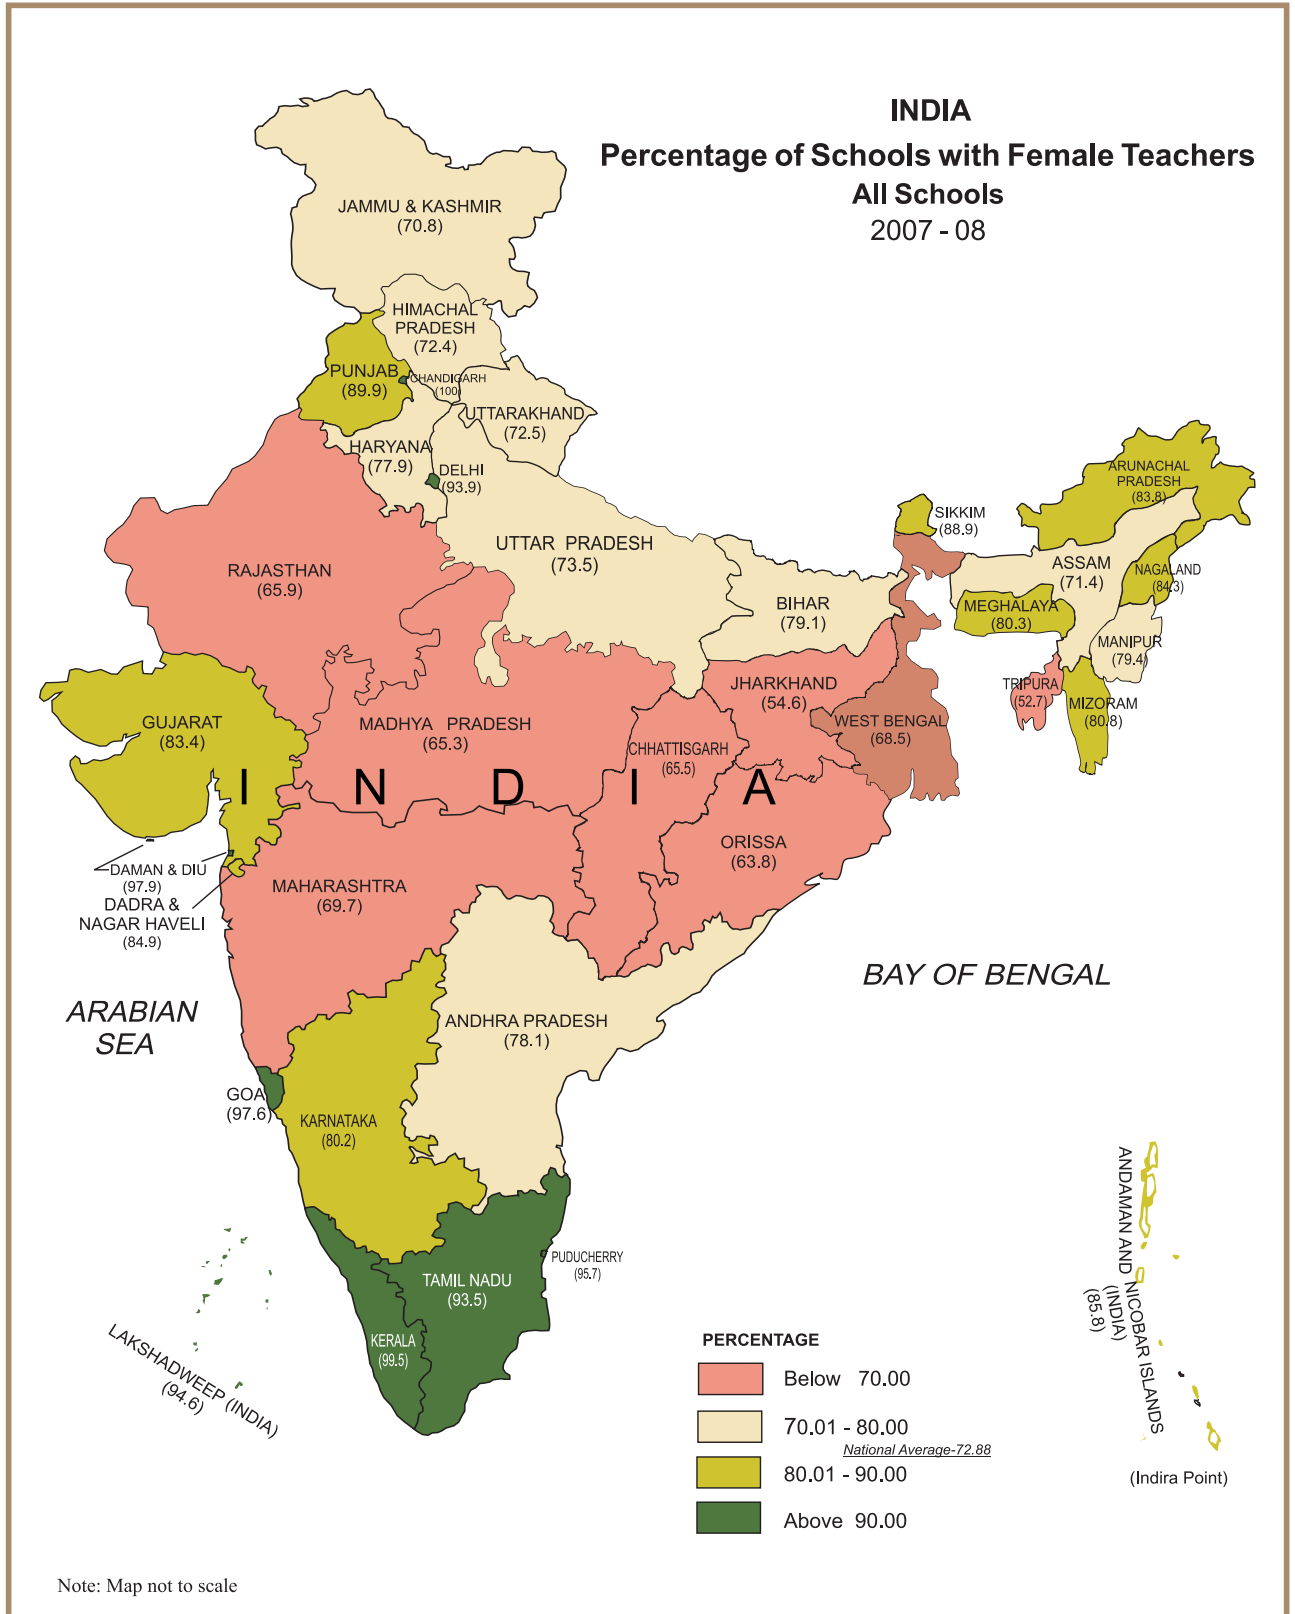 INDIA
Percentage of Schools with Female Teachers
All Schools
2007 - 08
JAMMU & KASHMIR
(70.8)
HIMACHAL
PRADESH
(72.4)
PUNJAB
(89.9)
CHANDIGARH
(100)
UTTARAKHAND
(72.5)
HARYANA
(77.9)
DELHI
(93.9)
ARUNACHAL
PRADESH
(83.8)
SIKKIM
(88.9)
UTTAR PRADESH
(73.5)
RAJASTHAN
(65.9)
ASSAM
(71.4)
NAGALAND
(84.3)
BIHAR
(79.1)
MEGHALAYA
(80.3)
MANIPUR
(79.4)
JHARKHAND
(54.6)
TRIPURA
(52.7)
MIZORAM
(80.8)
GUJARAT
(83.4)
MADHYA PRADESH
(65.3)
CHHATTISGARH
(65.5)
WEST BENGAL
(68.5)
I N D I A
ORISSA
(63.8)
DAMAN & DIU
(97.9)
DADRA &
NAGAR HAVELI
(84.9)
MAHARASHTRA
(69.7)
BAY OF BENGAL
ARABIAN
SEA
ANDHRA PRADESH
(78.1)
GOA
(97.6)
KARNATAKA
(80.2)
PUDUCHERRY
(95.7)
TAMIL NADU
(93.5)
KERALA
(99.5)
LAKSHADWEEP (INDIA)
(94.6)
ANDAMAN AND NICOBAR ISLANDS
(INDIA)
(85.8)
(Indira Point)
PERCENTAGE
Below 70.00
70.01 - 80.00
National Average-72.88
80.01 - 90.00
Above 90.00
Note: Map not to scale